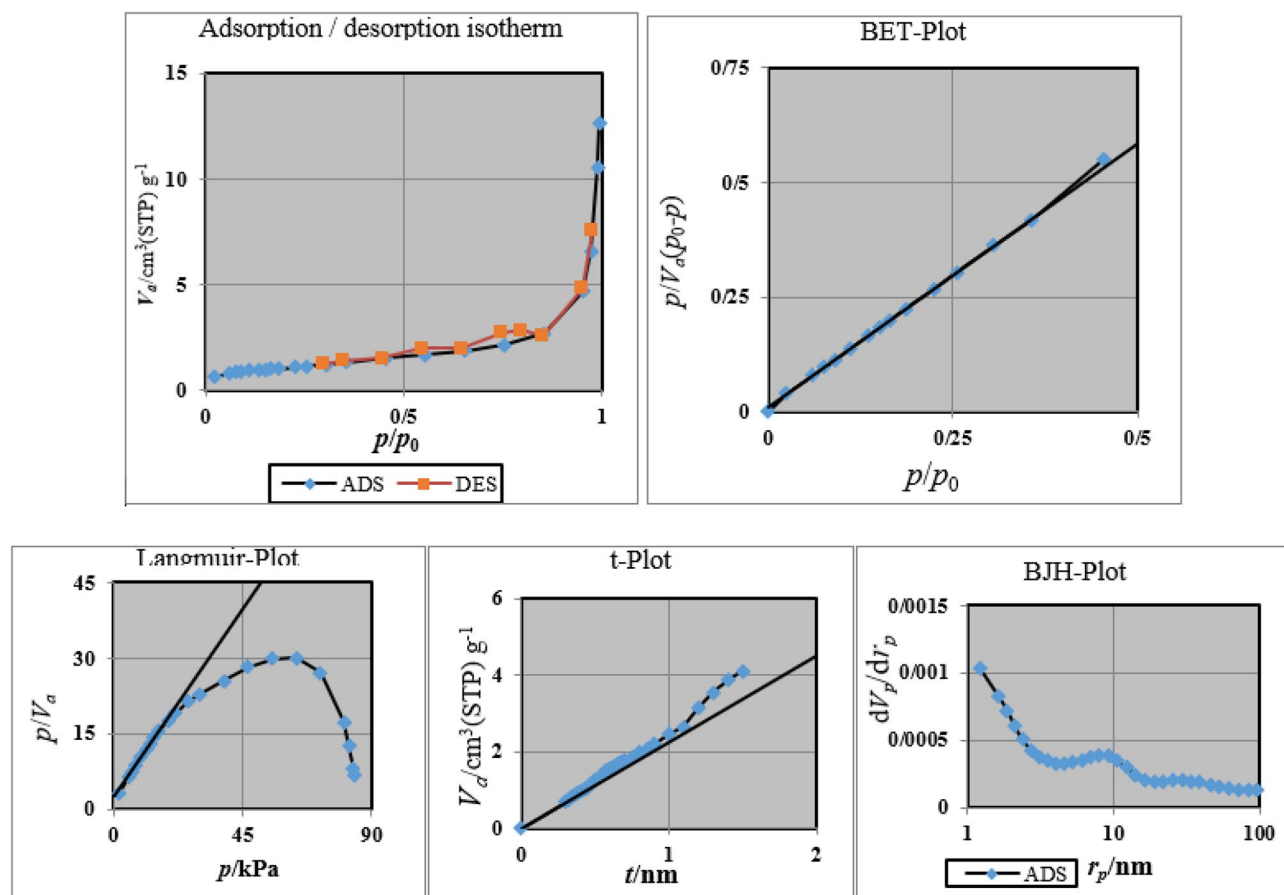 Adsorption / desorption isotherm
15
10
5
0
V_a/cm³(STP) g⁻¹
0
0/5
1
p/p₀
ADS
DES
BET-Plot
0/75
0/5
0/25
0
p/V_a(p₀-p)
0
0/25
0/5
p/p₀
Langmuir-Plot
45
30
15
0
p/V_a
0
45
90
p/kPa
t-Plot
6
4
2
0
V_a/cm³(STP) g⁻¹
0
1
2
t/nm
BJH-Plot
0/0015
0/001
0/0005
0
dV_p/dr_p
1
10
100
r_p/nm
ADS